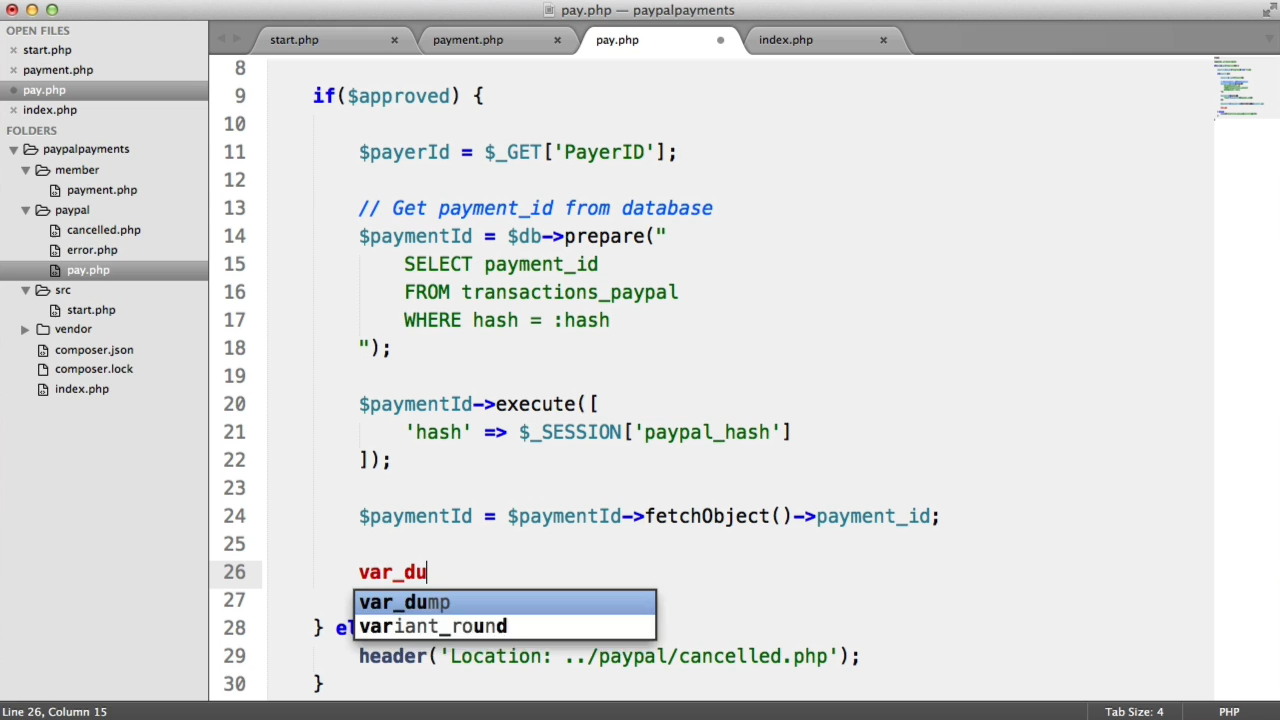 pay.php — paypalpayments
OPEN FILES
start.php
payment.php
pay.php
index.php
FOLDERS
paypalpayments
member
payment.php
paypal
cancelled.php
error.php
pay.php
src
start.php
vendor
composer.json
composer.lock
index.php
start.php payment.php pay.php index.php
8
9 if($approved) {
10
11 $payerId = $_GET['PayerID'];
12
13 // Get payment_id from database
14 $paymentId = $db->prepare("
15 SELECT payment_id
16 FROM transactions_paypal
17 WHERE hash = :hash
18 ");
19
20 $paymentId->execute([
21 'hash' => $_SESSION['paypal_hash']
22 ]);
23
24 $paymentId = $paymentId->fetchObject()->payment_id;
25
26 var_du
27 var_dump
variant_round
28 } el
29 header('Location: ../paypal/cancelled.php');
30 }
Line 26, Column 15 Tab Size: 4 PHP